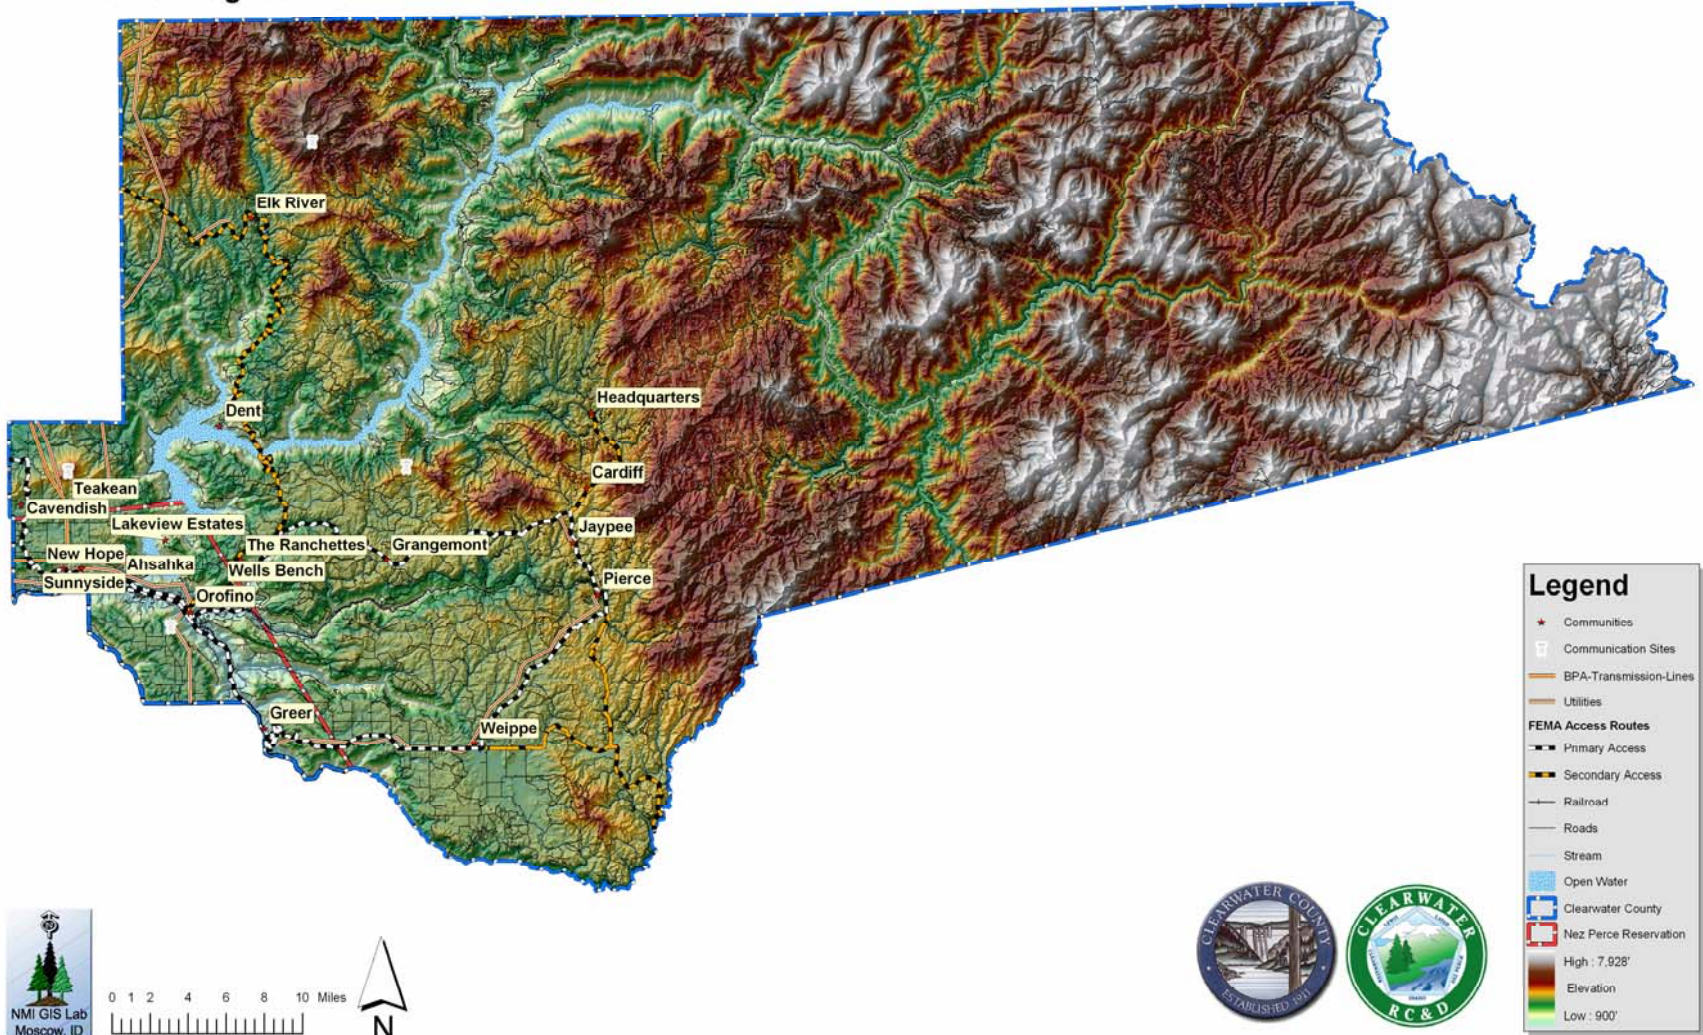 Elk River
Dent
Headquarters
Cardiff
Teakean
Cavendish
Lakeview Estates
Jaypee
The Ranchettes
Grangemont
New Hope
Ahsahka
Wells Bench
Sunnyside
Pierce
Orofino
Greer
Weippe
Legend
Communities
Communication Sites
BPA-Transmission-Lines
Utilities
FEMA Access Routes
Primary Access
Secondary Access
Railroad
Roads
Stream
Open Water
Clearwater County
Nez Perce Reservation
High : 7,928'
Elevation
Low : 900'
CLEARWATER COUNTY
ESTABLISHED 1911
CLEARWATER
RC&D
NMI GIS Lab
Moscow, ID
0 1 2 4 6 8 10 Miles
N